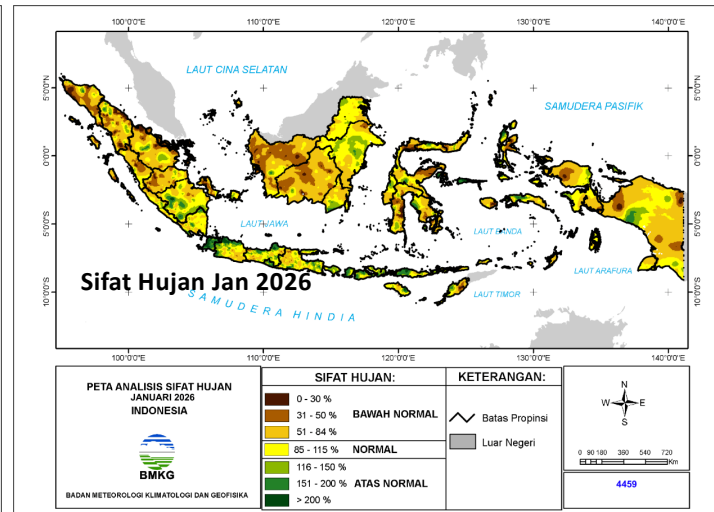 100°0'0"E 110°0'0"E 120°0'0"E 130°0'0"E 140°0'0"E
LAUT CINA SELATAN
5°0'0"N 5°0'0"N
SAMUDERA PASIFIK
0°0'0" 0°0'0"
5°0'0"S 5°0'0"S
LAUT JAWA
LAUT BANDA
LAUT ARAFURA
Sifat Hujan Jan 2026
LAUT TIMOR
10°0'0"S 10°0'0"S
SAMUDERA HINDIA
100°0'0"E 110°0'0"E 120°0'0"E 130°0'0"E 140°0'0"E
PETA ANALISIS SIFAT HUJAN
JANUARI 2026
INDONESIA
BMKG
BADAN METEOROLOGI KLIMATOLOGI DAN GEOFISIKA
SIFAT HUJAN:
0 - 30 %
31 - 50 % BAWAH NORMAL
51 - 84 %
85 - 115 % NORMAL
116 - 150 %
151 - 200 % ATAS NORMAL
> 200 %
KETERANGAN:
Batas Propinsi
Luar Negeri
N
W E
S
0 90 180 360 540 720
Km
4459